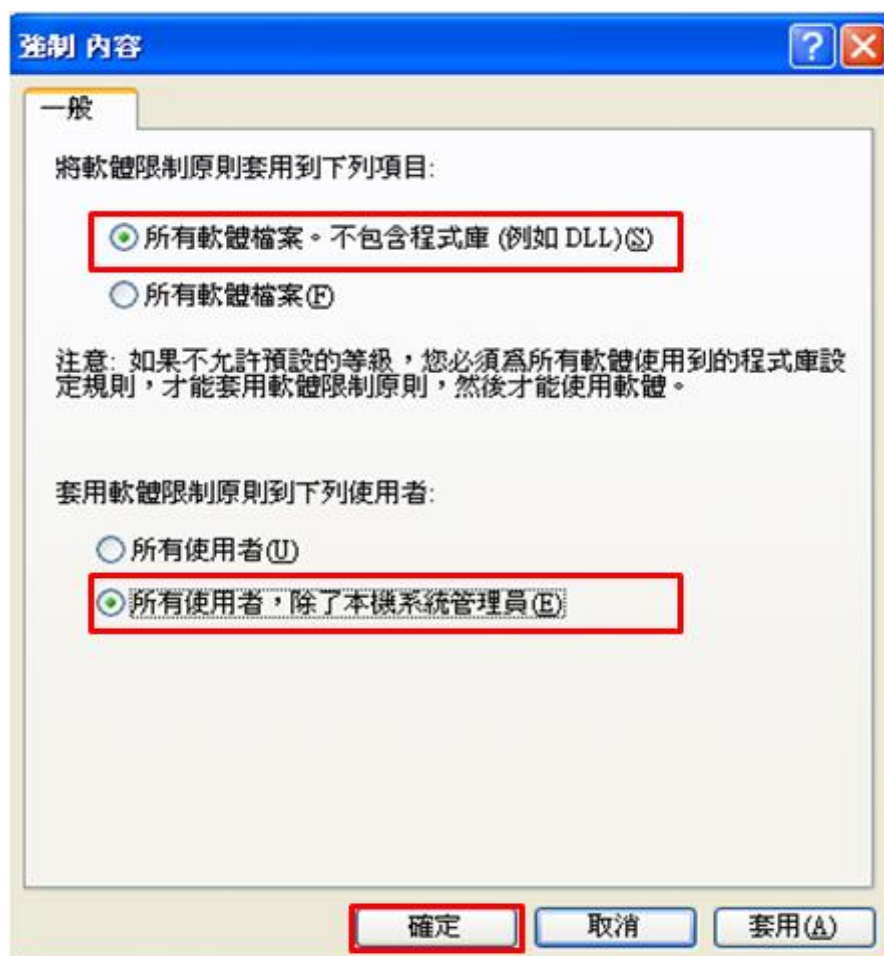 強制 內容
一般
將軟體限制原則套用到下列項目:
所有軟體檔案。不包含程式庫 (例如 DLL)(S)
所有軟體檔案(F)
注意: 如果不允許預設的等級，您必須為所有軟體使用到的程式庫設
定規則，才能套用軟體限制原則，然後才能使用軟體。
套用軟體限制原則到下列使用者:
所有使用者(U)
所有使用者，除了本機系統管理員(E)
確定 取消 套用(A)